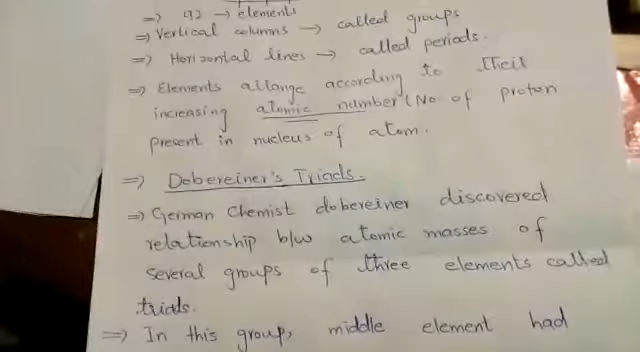 => 92 -> elements
=> Vertical columns -> called groups
=> Horizontal lines -> called periods.
=> Elements allange according to their
increasing atomic number (No of proton
present in nucleus of atom.
=> Dobereiner's Triads.
=> German chemist dobereiner discovered
relationship b/w atomic masses of
several groups of three elements called
triads.
=> In this group, middle element had